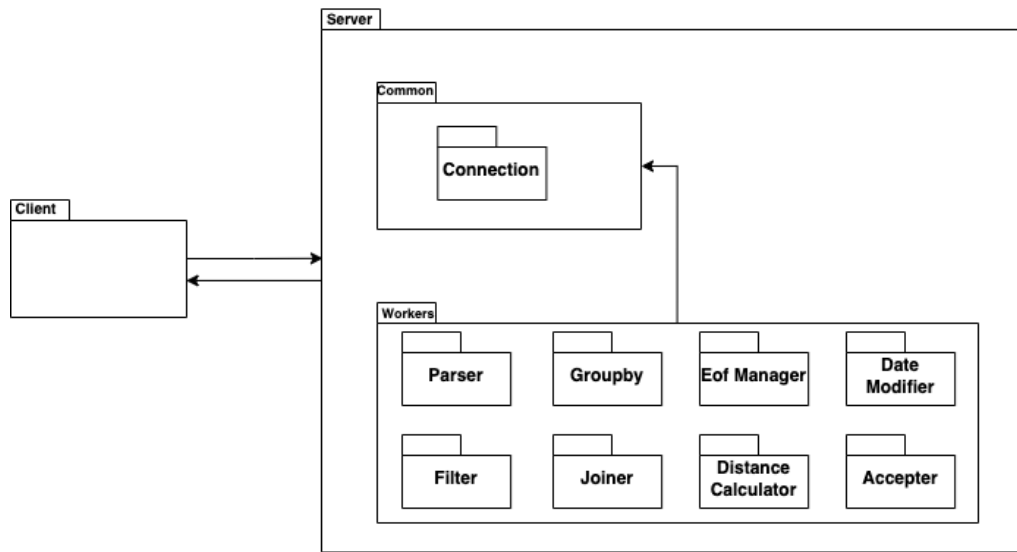 Server
Common
Connection
Client
Workers
Parser
Groupby
Eof Manager
Date
Modifier
Filter
Joiner
Distance
Calculator
Accepter